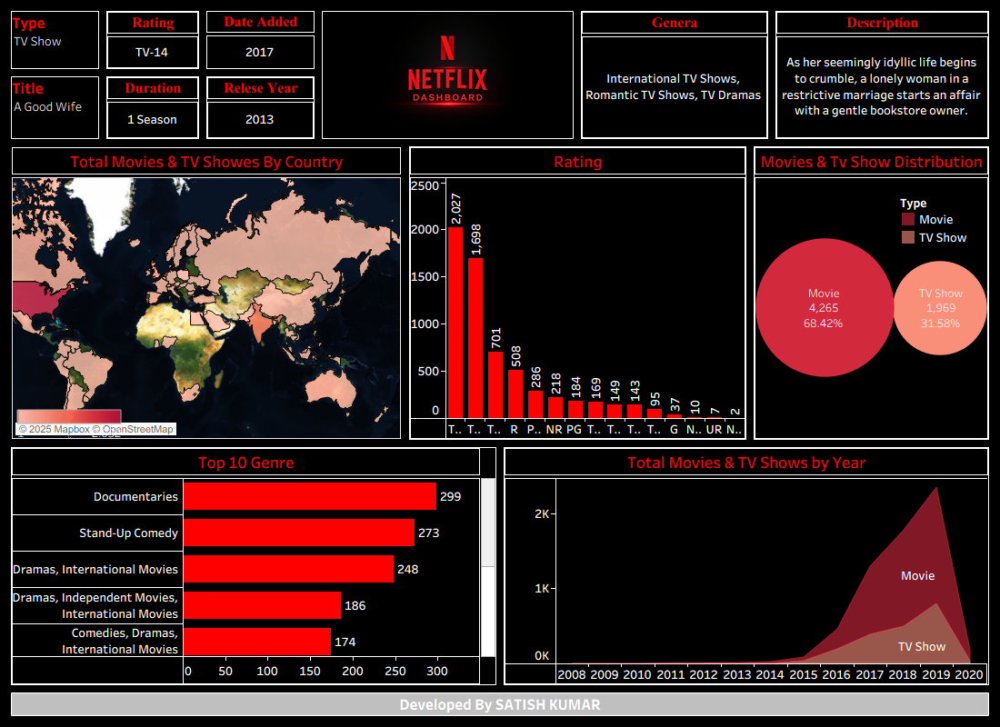 Type
TV Show
Rating
TV-14
Date Added
2017
Title
A Good Wife
Duration
1 Season
Relese Year
2013
N
NETFLIX
DASHBOARD
Genera
International TV Shows,
Romantic TV Shows, TV Dramas
Description
As her seemingly idyllic life begins
to crumble, a lonely woman in a
restrictive marriage starts an affair
with a gentle bookstore owner.
Total Movies & TV Showes By Country
© 2025 Mapbox © OpenStreetMap
Rating
2500
2000
1500
1000
500
0
2,027
1,698
701
508
286
218
184
169
149
143
95
37
10
7
2
T.. T.. T.. R P.. NR PG T.. T.. T.. T.. G N.. UR N..
Movies & Tv Show Distribution
Type
Movie
TV Show
Movie
4,265
68.42%
TV Show
1,969
31.58%
Top 10 Genre
Documentaries
299
Stand-Up Comedy
273
Dramas, International Movies
248
Dramas, Independent Movies,
International Movies
186
Comedies, Dramas,
International Movies
174
0 50 100 150 200 250 300
Total Movies & TV Shows by Year
2K
1K
0K
Movie
TV Show
2008 2009 2010 2011 2012 2013 2014 2015 2016 2017 2018 2019 2020
Developed By SATISH KUMAR